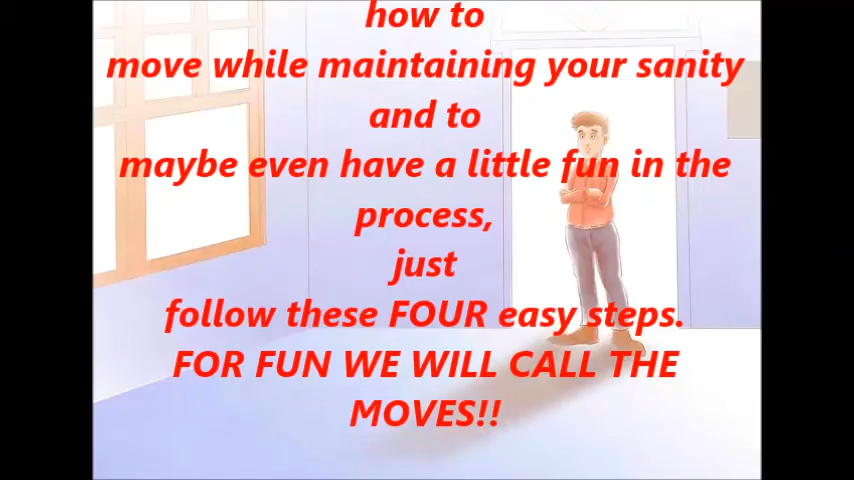 how to
move while maintaining your sanity
and to
maybe even have a little fun in the
process,
just
follow these FOUR easy steps.
FOR FUN WE WILL CALL THE
MOVES!!